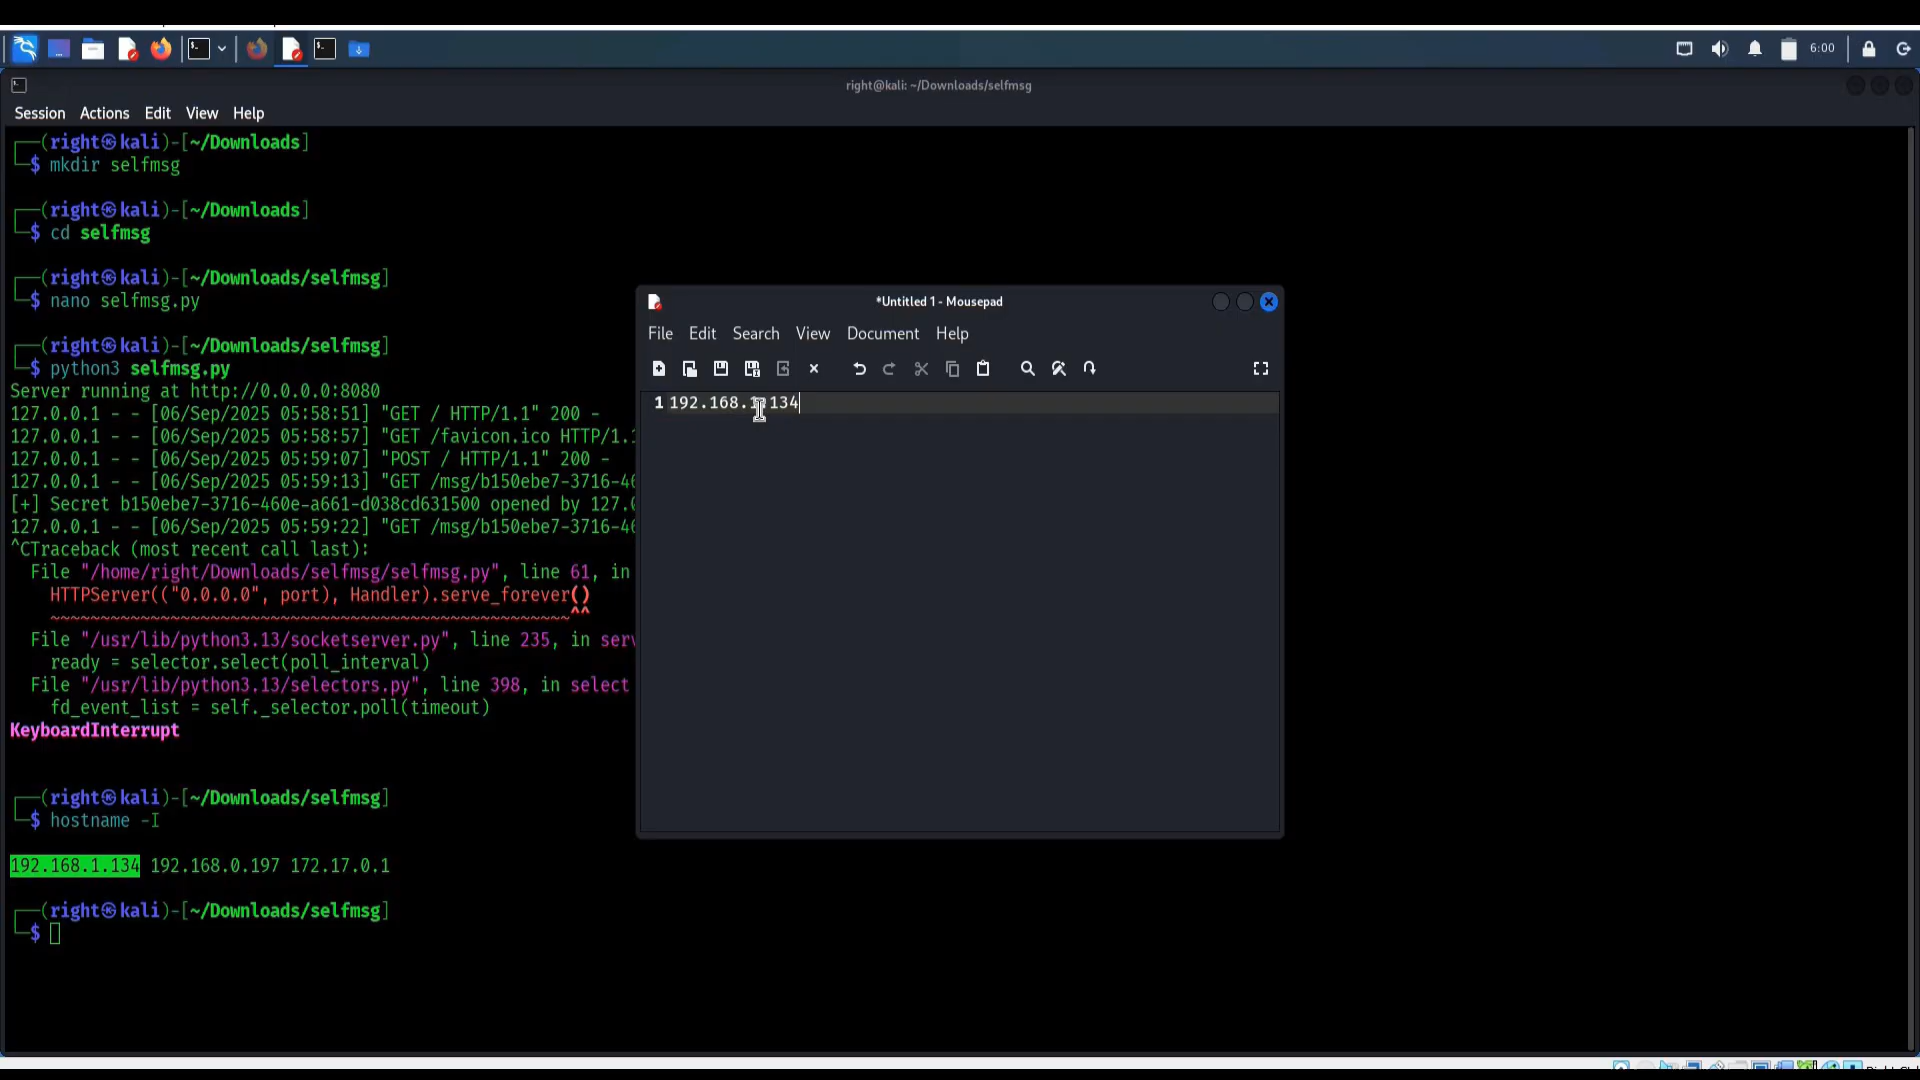 6:00
right@kali: ~/Downloads/selfmsg
Session Actions Edit View Help
┌──(right㉿kali)-[~/Downloads]
└─$ mkdir selfmsg
┌──(right㉿kali)-[~/Downloads]
└─$ cd selfmsg
┌──(right㉿kali)-[~/Downloads/selfmsg]
└─$ nano selfmsg.py
┌──(right㉿kali)-[~/Downloads/selfmsg]
└─$ python3 selfmsg.py
Server running at http://0.0.0.0:8080
127.0.0.1 - - [06/Sep/2025 05:58:51] "GET / HTTP/1.1" 200 -
127.0.0.1 - - [06/Sep/2025 05:58:57] "GET /favicon.ico HTTP/1.1
127.0.0.1 - - [06/Sep/2025 05:59:07] "POST / HTTP/1.1" 200 -
127.0.0.1 - - [06/Sep/2025 05:59:13] "GET /msg/b150ebe7-3716-46
[+] Secret b150ebe7-3716-460e-a661-d038cd631500 opened by 127.0
127.0.0.1 - - [06/Sep/2025 05:59:22] "GET /msg/b150ebe7-3716-46
^CTraceback (most recent call last):
File "/home/right/Downloads/selfmsg/selfmsg.py", line 61, in
HTTPServer(("0.0.0.0", port), Handler).serve_forever()
~~~~~~~~~~~~~~~~~~~~~~~~~~~~~~~~~~~~~~~~~~~~~~~~~~~~^^
File "/usr/lib/python3.13/socketserver.py", line 235, in serv
ready = selector.select(poll_interval)
File "/usr/lib/python3.13/selectors.py", line 398, in select
fd_event_list = self._selector.poll(timeout)
KeyboardInterrupt
┌──(right㉿kali)-[~/Downloads/selfmsg]
└─$ hostname -I
192.168.1.134 192.168.0.197 172.17.0.1
┌──(right㉿kali)-[~/Downloads/selfmsg]
└─$
*Untitled 1 - Mousepad
File Edit Search View Document Help
1 192.168.1.134